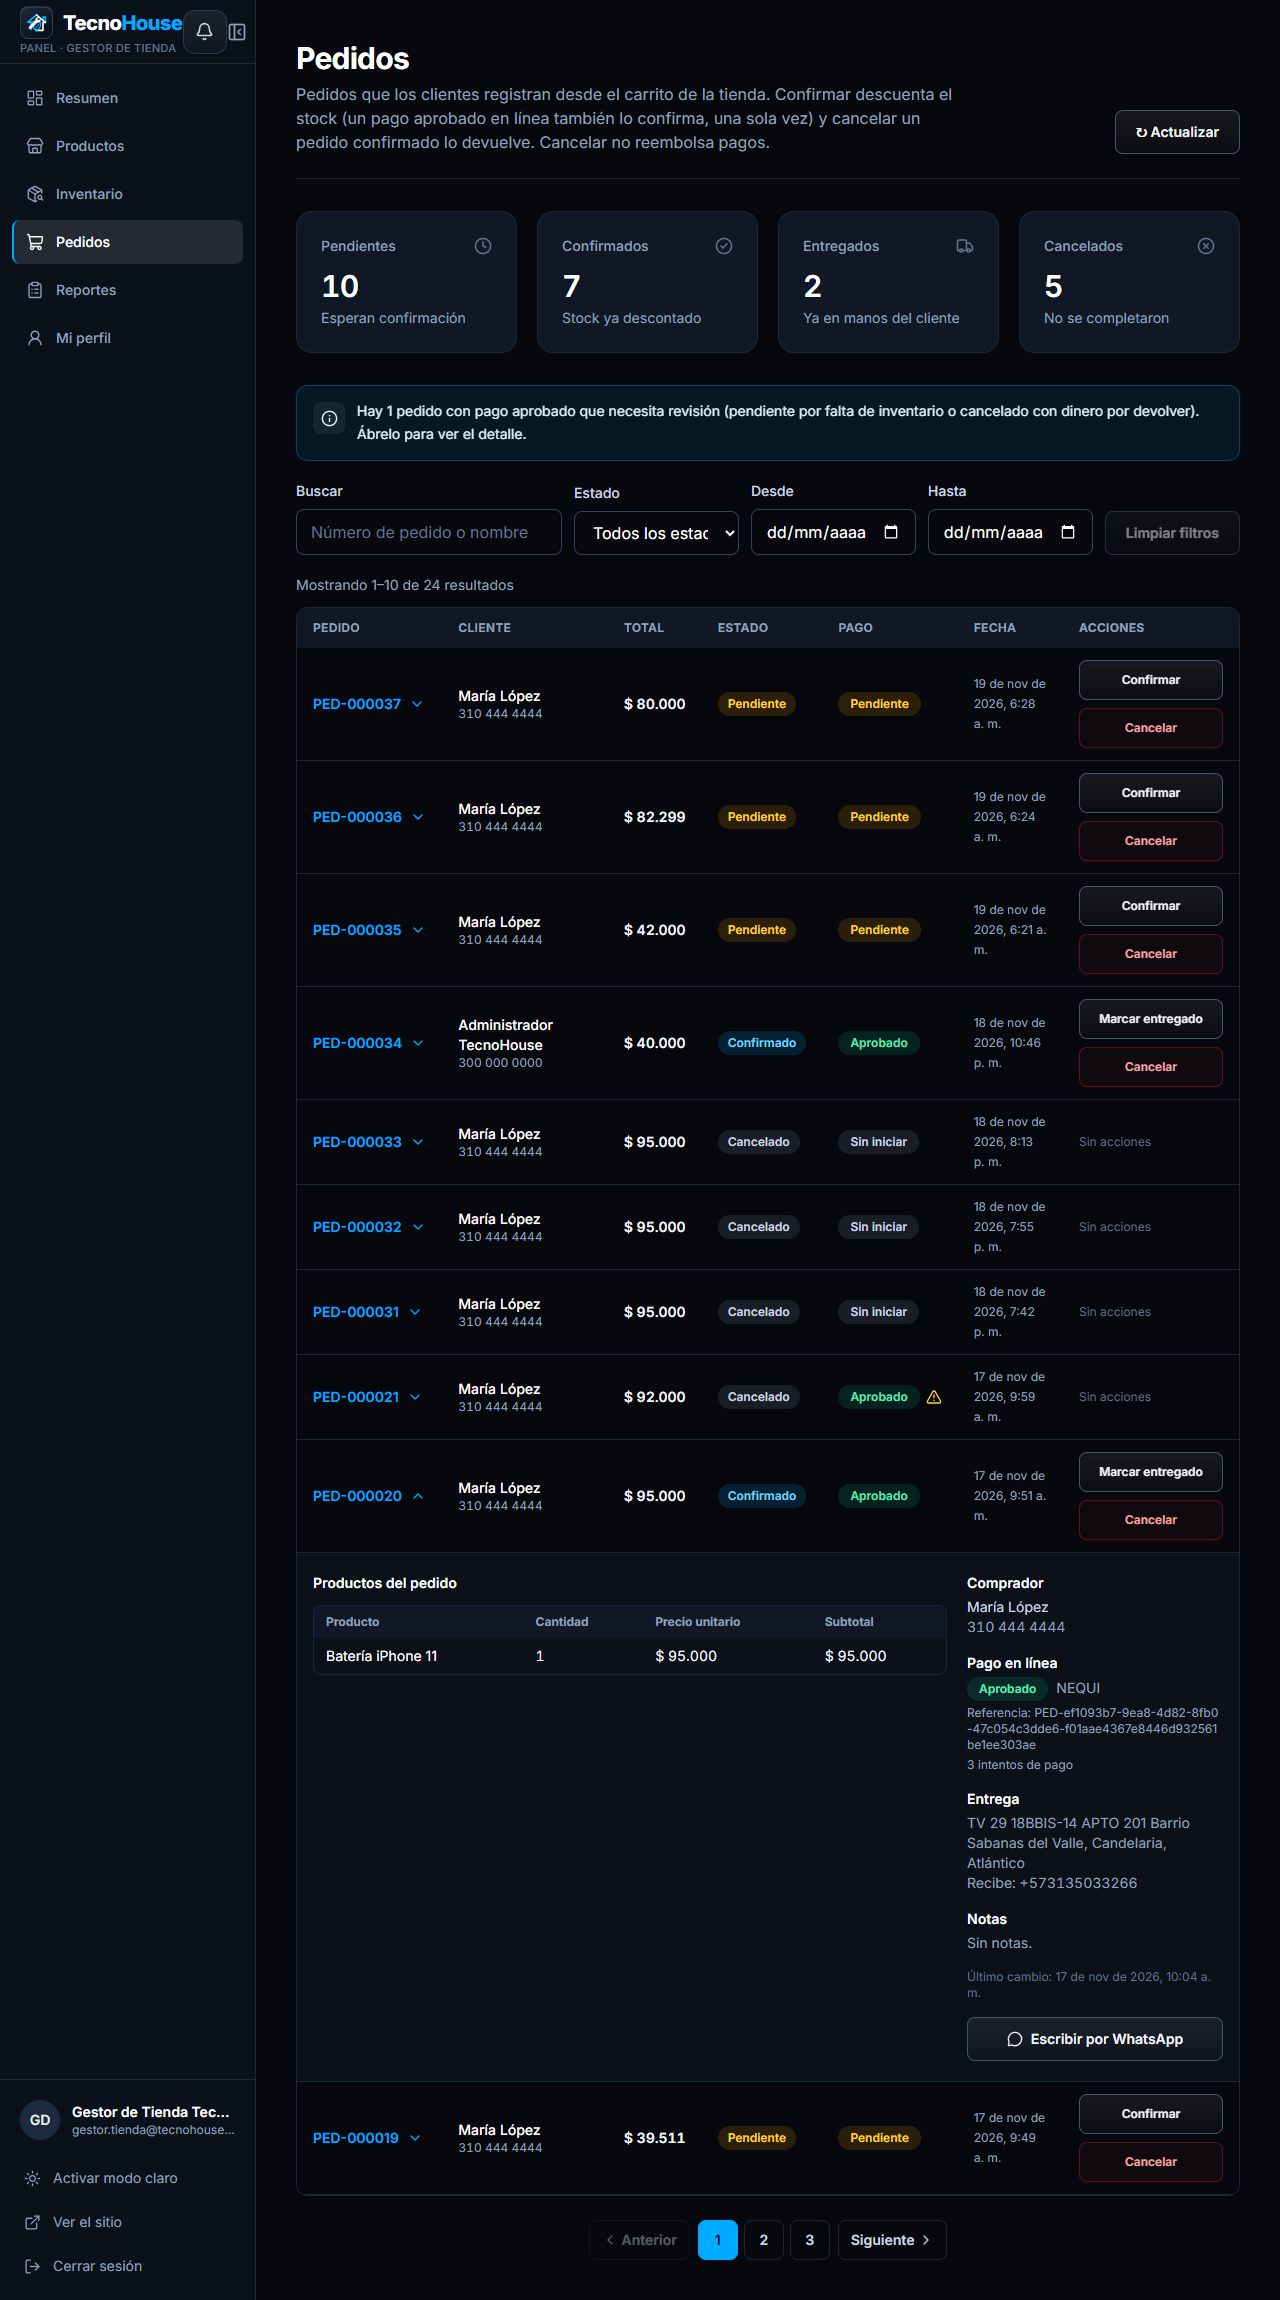 TecnoHouse
PANEL · GESTOR DE TIENDA
Resumen
Productos
Inventario
Pedidos
Reportes
Mi perfil
Gestor de Tienda Tec...
GD
gestor.tienda@tecnohouse...
Activar modo claro
Ver el sitio
Cerrar sesión
Pedidos
Pedidos que los clientes registran desde el carrito de la tienda. Confirmar descuenta el
stock (un pago aprobado en línea también lo confirma, una sola vez) y cancelar un
pedido confirmado lo devuelve. Cancelar no reembolsa pagos.
↻ Actualizar
Pendientes
10
Esperan confirmación
Confirmados
7
Stock ya descontado
Entregados
2
Ya en manos del cliente
Cancelados
5
No se completaron
Hay 1 pedido con pago aprobado que necesita revisión (pendiente por falta de inventario o cancelado con dinero por devolver).
Ábrelo para ver el detalle.
Buscar
Número de pedido o nombre
Estado
Todos los estac
Desde
dd/mm/aaaa
Hasta
dd/mm/aaaa
Limpiar filtros
Mostrando 1–10 de 24 resultados
PEDIDO CLIENTE TOTAL ESTADO PAGO FECHA ACCIONES
PED-000037
María López
310 444 4444
$ 80.000
Pendiente
Pendiente
19 de nov de
2026, 6:28
a. m.
Confirmar
Cancelar
PED-000036
María López
310 444 4444
$ 82.299
Pendiente
Pendiente
19 de nov de
2026, 6:24
a. m.
Confirmar
Cancelar
PED-000035
María López
310 444 4444
$ 42.000
Pendiente
Pendiente
19 de nov de
2026, 6:21 a.
m.
Confirmar
Cancelar
PED-000034
Administrador
TecnoHouse
300 000 0000
$ 40.000
Confirmado
Aprobado
18 de nov de
2026, 10:46
p. m.
Marcar entregado
Cancelar
PED-000033
María López
310 444 4444
$ 95.000
Cancelado
Sin iniciar
18 de nov de
2026, 8:13
p. m.
Sin acciones
PED-000032
María López
310 444 4444
$ 95.000
Cancelado
Sin iniciar
18 de nov de
2026, 7:55
p. m.
Sin acciones
PED-000031
María López
310 444 4444
$ 95.000
Cancelado
Sin iniciar
18 de nov de
2026, 7:42
p. m.
Sin acciones
PED-000021
María López
310 444 4444
$ 92.000
Cancelado
Aprobado
17 de nov de
2026, 9:59
a. m.
Sin acciones
PED-000020
María López
310 444 4444
$ 95.000
Confirmado
Aprobado
17 de nov de
2026, 9:51 a.
m.
Marcar entregado
Cancelar
Productos del pedido
Producto Cantidad Precio unitario Subtotal
Batería iPhone 11 1 $ 95.000 $ 95.000
Comprador
María López
310 444 4444
Pago en línea
Aprobado NEQUI
Referencia: PED-ef1093b7-9ea8-4d82-8fb0
-47c054c3dde6-f01aae4367e8446d932561
be1ee303ae
3 intentos de pago
Entrega
TV 29 18BBIS-14 APTO 201 Barrio
Sabanas del Valle, Candelaria,
Atlántico
Recibe: +573135033266
Notas
Sin notas.
Último cambio: 17 de nov de 2026, 10:04 a.
m.
Escribir por WhatsApp
PED-000019
María López
310 444 4444
$ 39.511
Pendiente
Pendiente
17 de nov de
2026, 9:49
a. m.
Confirmar
Cancelar
Anterior 1 2 3 Siguiente